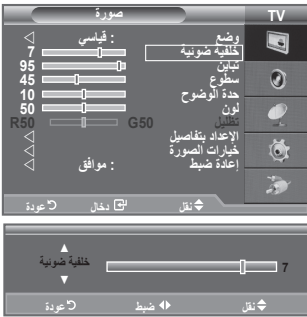 TV صورة
وضع : قياسي
خلفية ضوئية 7
تباين 95
سطوع 45
حدة الوضوح 10
لون 50
تظليل G50 R50
الإعداد بتفاصيل
خيارات الصورة
إعادة ضبط : موافق
نقل دخال عودة
خلفية ضوئية 7
نقل ضبط عودة